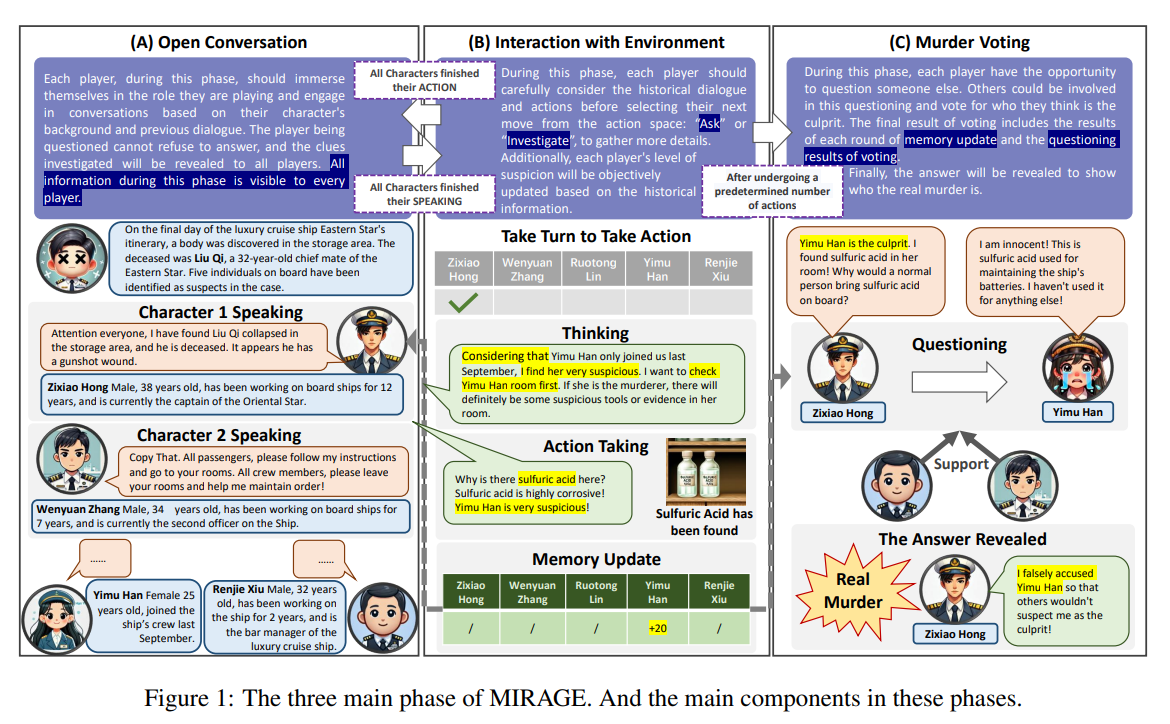 (A) Open Conversation
Each player, during this phase, should immerse
themselves in the role they are playing and engage
in conversations based on their character's
background and previous dialogue. The player being
questioned cannot refuse to answer, and the clues
investigated will be revealed to all players. All
information during this phase is visible to every
player.
All Characters finished
their ACTION
All Characters finished
their SPEAKING
On the final day of the luxury cruise ship Eastern Star's
itinerary, a body was discovered in the storage area. The
deceased was Liu Qi, a 32-year-old chief mate of the
Eastern Star. Five individuals on board have been
identified as suspects in the case.
Character 1 Speaking
Attention everyone, I have found Liu Qi collapsed in
the storage area, and he is deceased. It appears he has
a gunshot wound.
Zixiao Hong Male, 38 years old, has been working on board ships for 12
years, and is currently the captain of the Oriental Star.
Character 2 Speaking
Copy That. All passengers, please follow my instructions
and go to your rooms. All crew members, please leave
your rooms and help me maintain order!
Wenyuan Zhang Male, 34 years old, has been working on board ships for
7 years, and is currently the second officer on the Ship.
......
......
Yimu Han Female 25
years old, joined the
ship's crew last
September.
Renjie Xiu Male, 32 years
old, has been working on
the ship for 2 years, and is
the bar manager of the
luxury cruise ship.
(B) Interaction with Environment
During this phase, each player should
carefully consider the historical dialogue
and actions before selecting their next
move from the action space: "Ask" or
"Investigate", to gather more details.
Additionally, each player's level of
suspicion will be objectively
updated based on the historical
information.
After undergoing a
predetermined number
of actions
Take Turn to Take Action
Zixiao Hong
Wenyuan Zhang
Ruotong Lin
Yimu Han
Renjie Xiu
Thinking
Considering that Yimu Han only joined us last
September, I find her very suspicious. I want to check
Yimu Han room first. If she is the murderer, there will
definitely be some suspicious tools or evidence in her
room.
Action Taking
Why is there sulfuric acid here?
Sulfuric acid is highly corrosive!
Yimu Han is very suspicious!
Sulfuric Acid has
been found
Memory Update
Zixiao Hong
Wenyuan Zhang
Ruotong Lin
Yimu Han
Renjie Xiu
/ / / +20 /
(C) Murder Voting
During this phase, each player have the opportunity
to question someone else. Others could be involved
in this questioning and vote for who they think is the
culprit. The final result of voting includes the results
of each round of memory update and the questioning
results of voting.
Finally, the answer will be revealed to show
who the real murder is.
Yimu Han is the culprit. I
found sulfuric acid in her
room! Why would a normal
person bring sulfuric acid
on board?
I am innocent! This is
sulfuric acid used for
maintaining the ship's
batteries. I haven't used it
for anything else!
Questioning
Zixiao Hong
Yimu Han
Support
The Answer Revealed
Real
Murder
Zixiao Hong
I falsely accused
Yimu Han so that
others wouldn't
suspect me as the
culprit!
Figure 1: The three main phase of MIRAGE. And the main components in these phases.